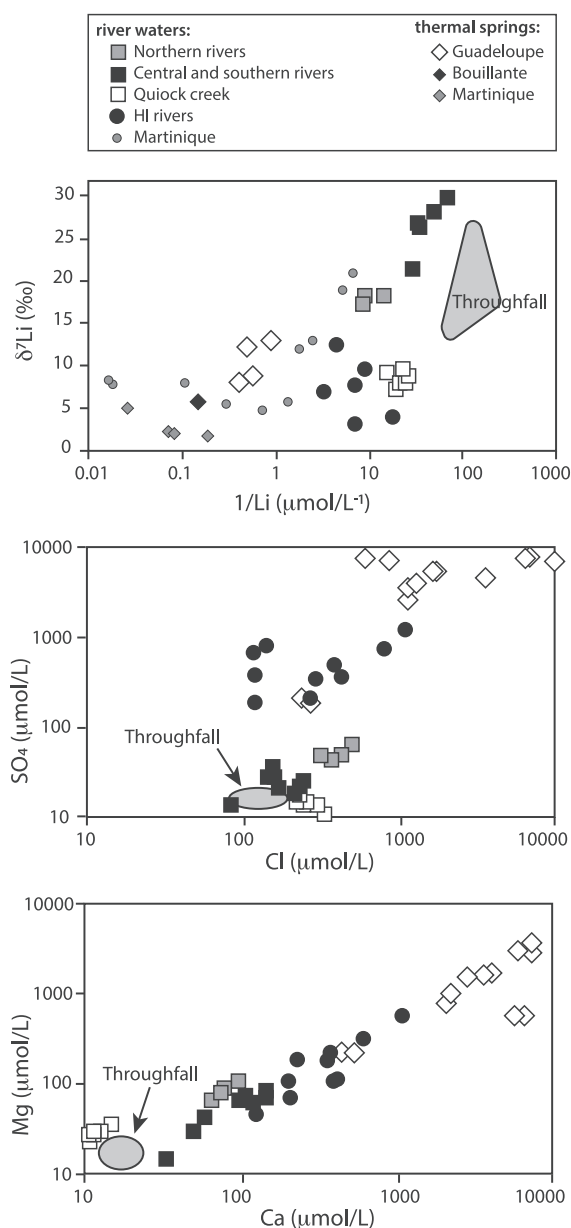 river waters:
Northern rivers
Central and southern rivers
Quiock creek
HI rivers
Martinique
thermal springs:
Guadeloupe
Bouillante
Martinique
30
25
20
15
10
5
0
δ⁷Li (‰)
Throughfall
0.01 0.1 1 10 100 1000
1/Li (μmol/L⁻¹)
10000
1000
100
10
SO₄ (μmol/L)
Throughfall
10 100 1000 10000
Cl (μmol/L)
10000
1000
100
10
Mg (μmol/L)
Throughfall
10 100 1000 10000
Ca (μmol/L)